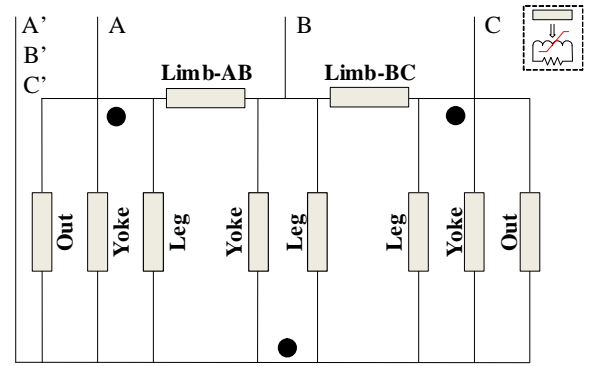 A’ A B C
B’
C’
Limb-AB Limb-BC
Out Yoke Leg Yoke Leg Leg Yoke Out